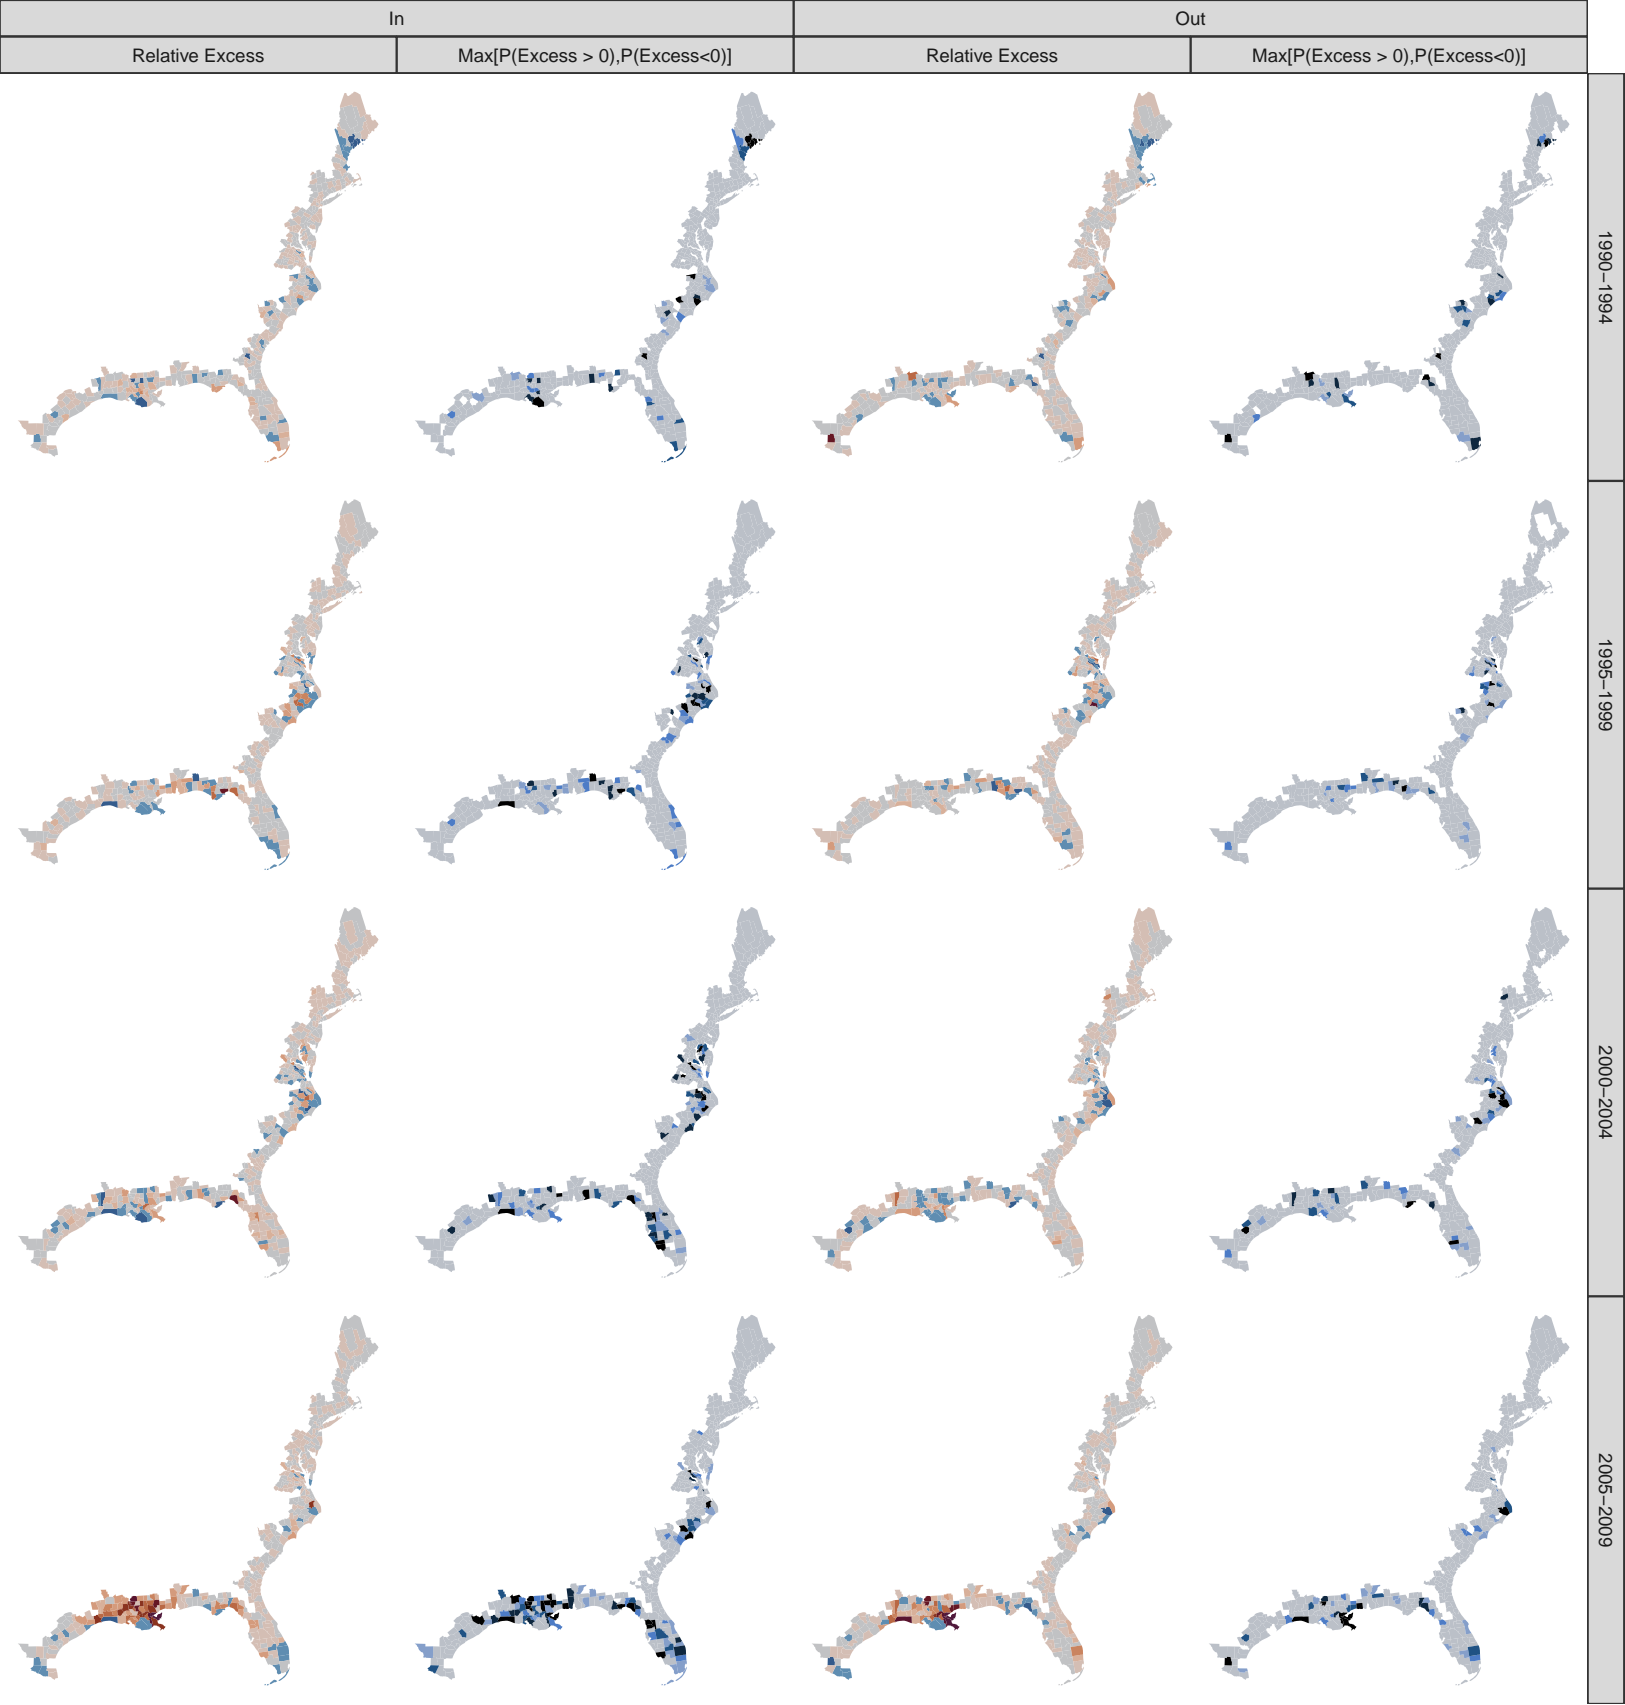 In
Out
Relative Excess
Max[P(Excess > 0),P(Excess<0)]
Relative Excess
Max[P(Excess > 0),P(Excess<0)]
1990−1994
1995−1999
2000−2004
2005−2009